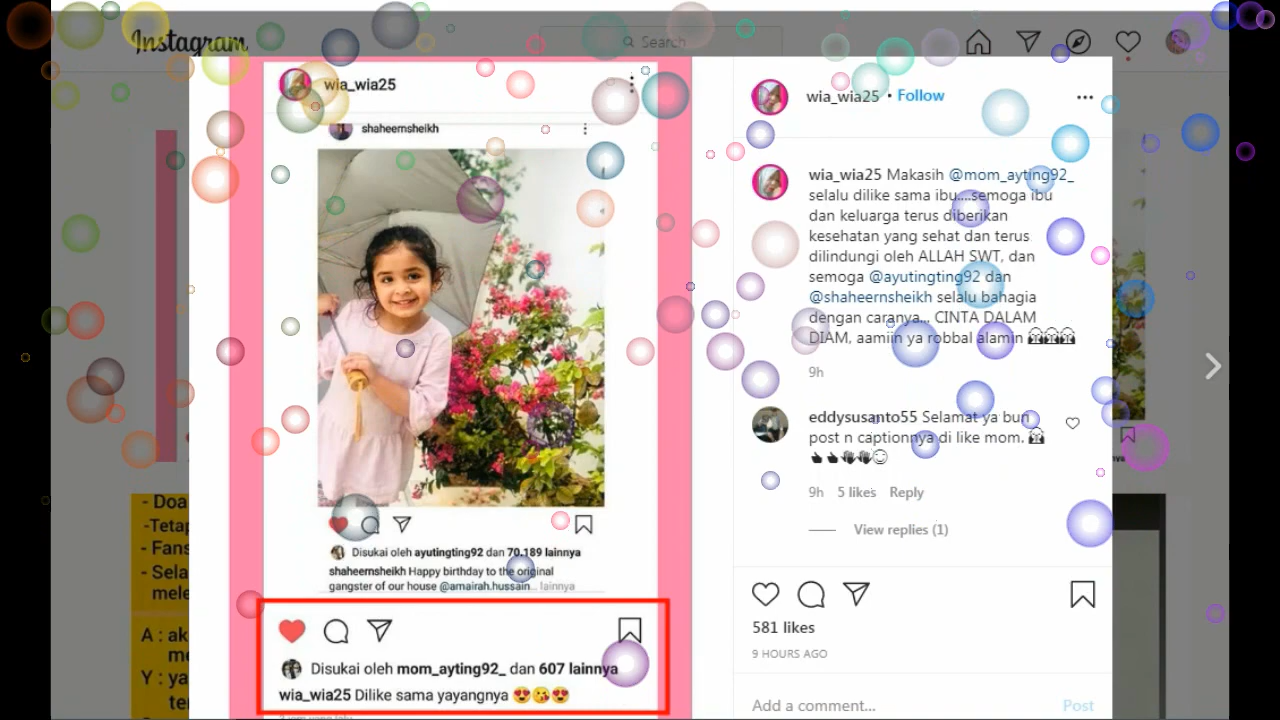 Instagram
Search
wia_wia25
shaheernsheikh
Disukai oleh ayutingting92 dan 70.189 lainnya
shaheernsheikh Happy birthday to the original
gangster of our house @amairah.hussain... lainnya
Disukai oleh mom_ayting92_ dan 607 lainnya
wia_wia25 Dilike sama yayangnya 😍😘😍
wia_wia25 • Follow
wia_wia25 Makasih @mom_ayting92_
selalu dilike sama ibu....semoga ibu
dan keluarga terus diberikan
kesehatan yang sehat dan terus
dilindungi oleh ALLAH SWT, dan
semoga @ayutingting92 dan
@shaheernsheikh selalu bahagia
dengan caranya... CINTA DALAM
DIAM, aamiin ya robbal alamin
9h
eddysusanto55 Selamat ya bun
post n captionnya di like mom.
9h 5 likes Reply
View replies (1)
581 likes
9 HOURS AGO
Add a comment... Post
- Doa
-Tetap
- Fans
- Sela
mele
A : ak
me
Y : ya
ter